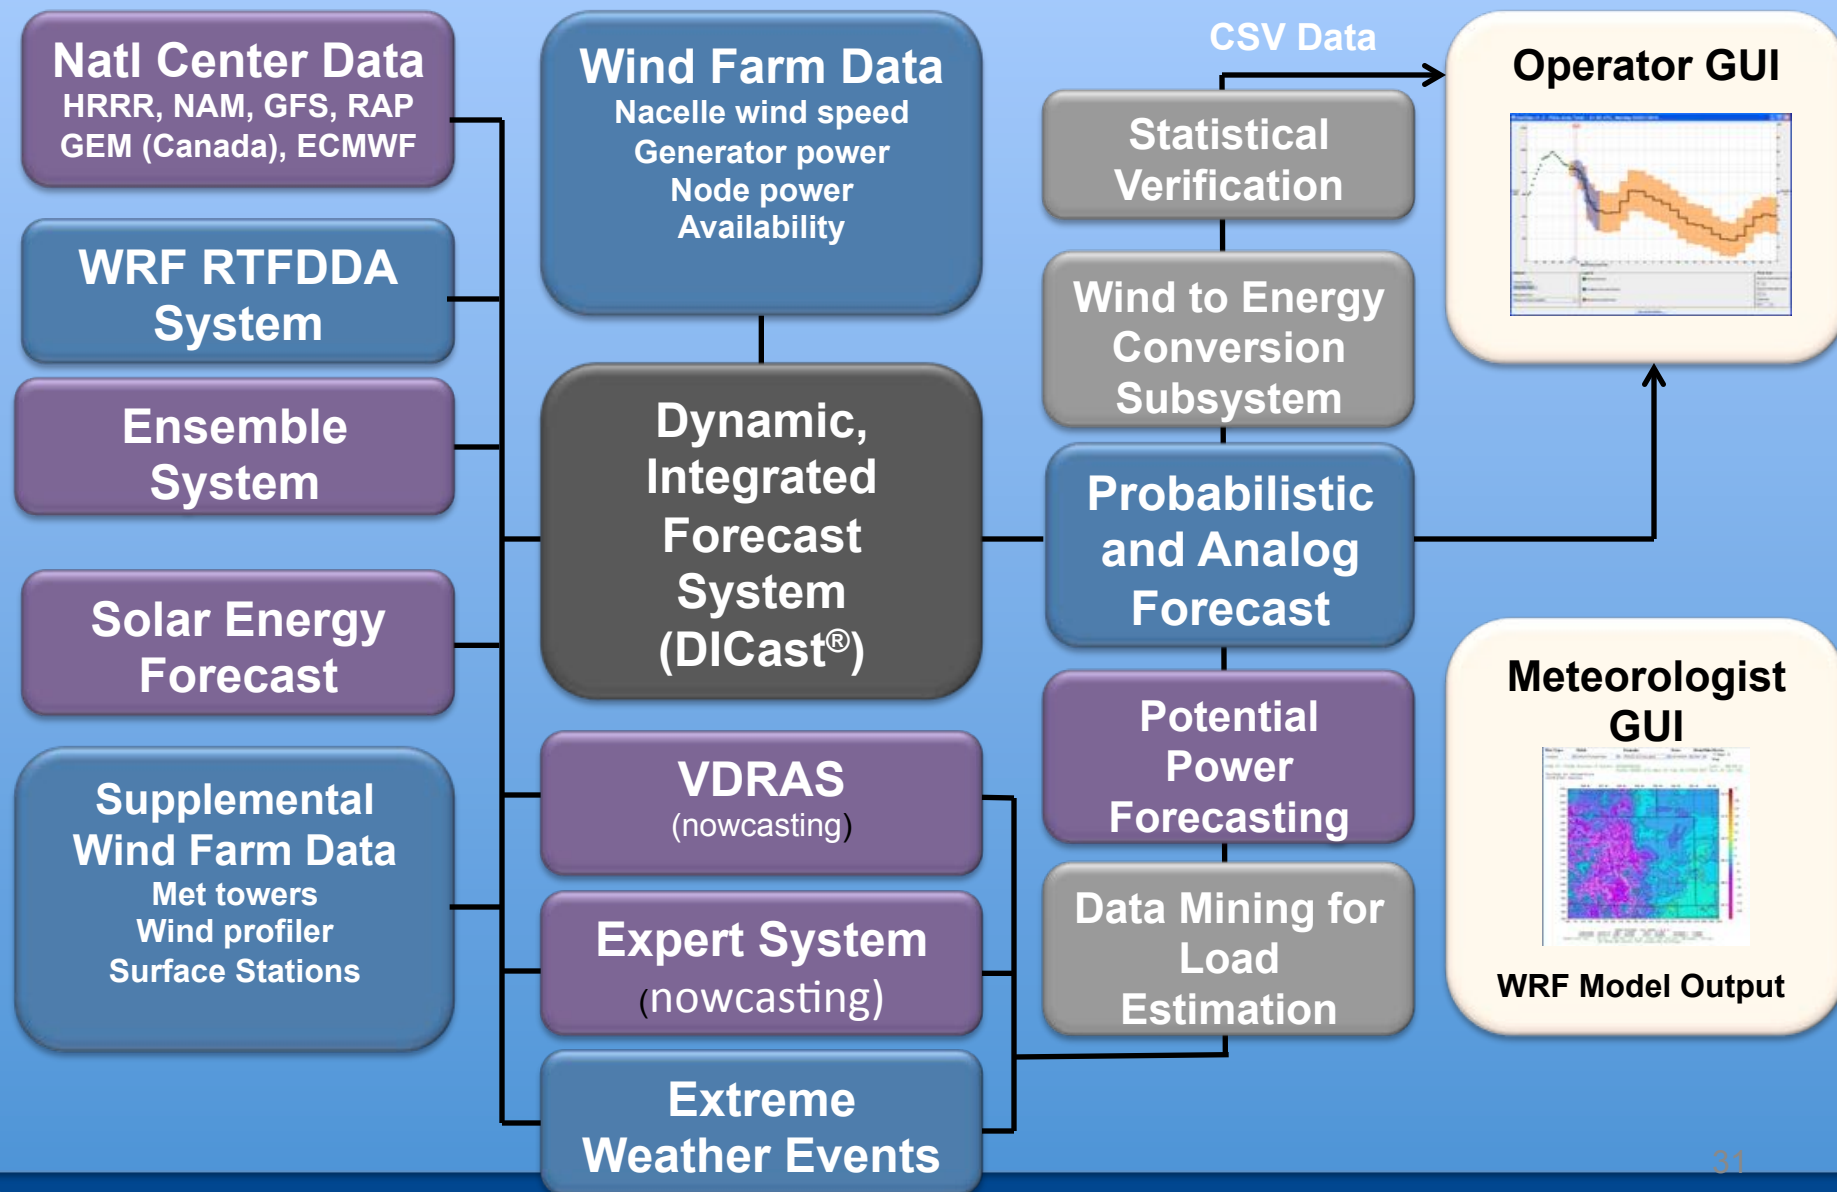 Natl Center Data
HRRR, NAM, GFS, RAP
GEM (Canada), ECMWF
WRF RTFDDA
System
Ensemble
System
Solar Energy
Forecast
Supplemental
Wind Farm Data
Met towers
Wind profiler
Surface Stations
Wind Farm Data
Nacelle wind speed
Generator power
Node power
Availability
Dynamic,
Integrated
Forecast
System
(DICast®)
VDRAS
(nowcasting)
Expert System
(nowcasting)
Extreme
Weather Events
CSV Data
Statistical
Verification
Wind to Energy
Conversion
Subsystem
Probabilistic
and Analog
Forecast
Potential
Power
Forecasting
Data Mining for
Load
Estimation
Operator GUI
Meteorologist
GUI
WRF Model Output
31